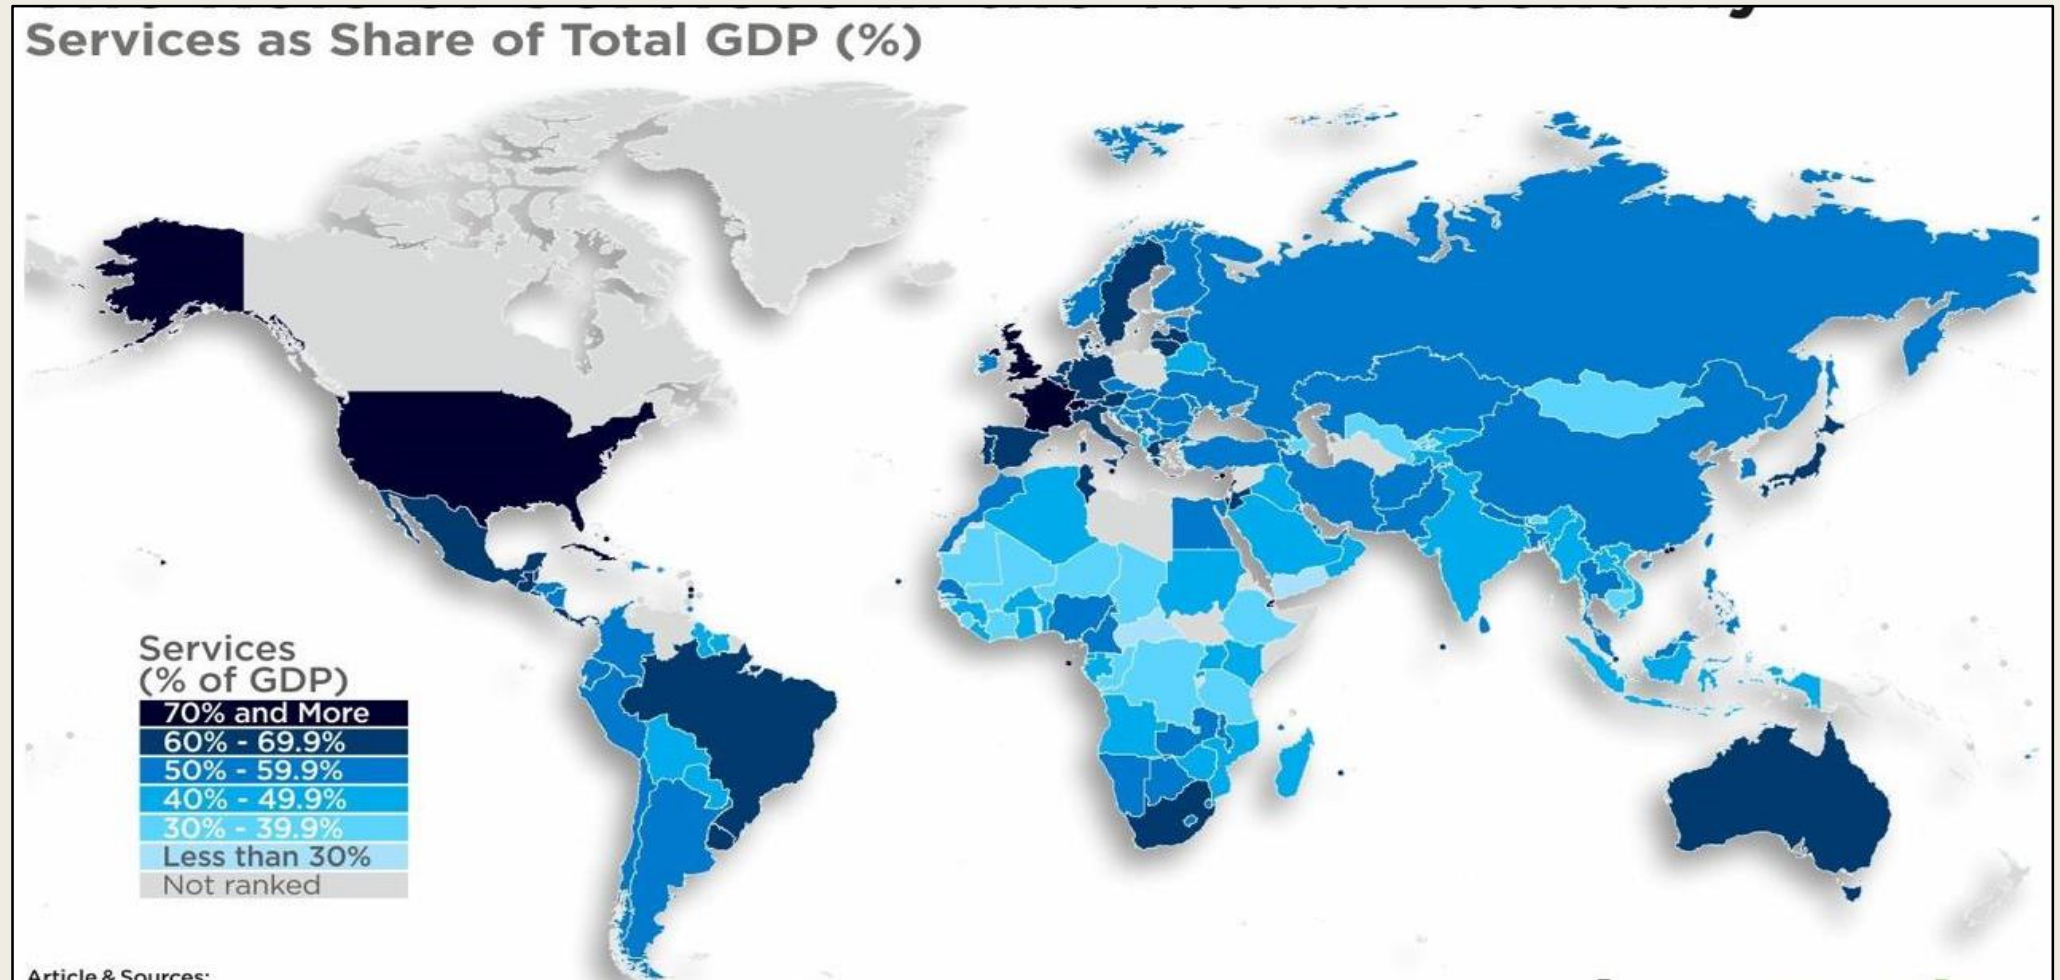 Services as Share of Total GDP (%)
Services
(% of GDP)
70% and More
60% - 69.9%
50% - 59.9%
40% - 49.9%
30% - 39.9%
Less than 30%
Not ranked
Article & Sources: